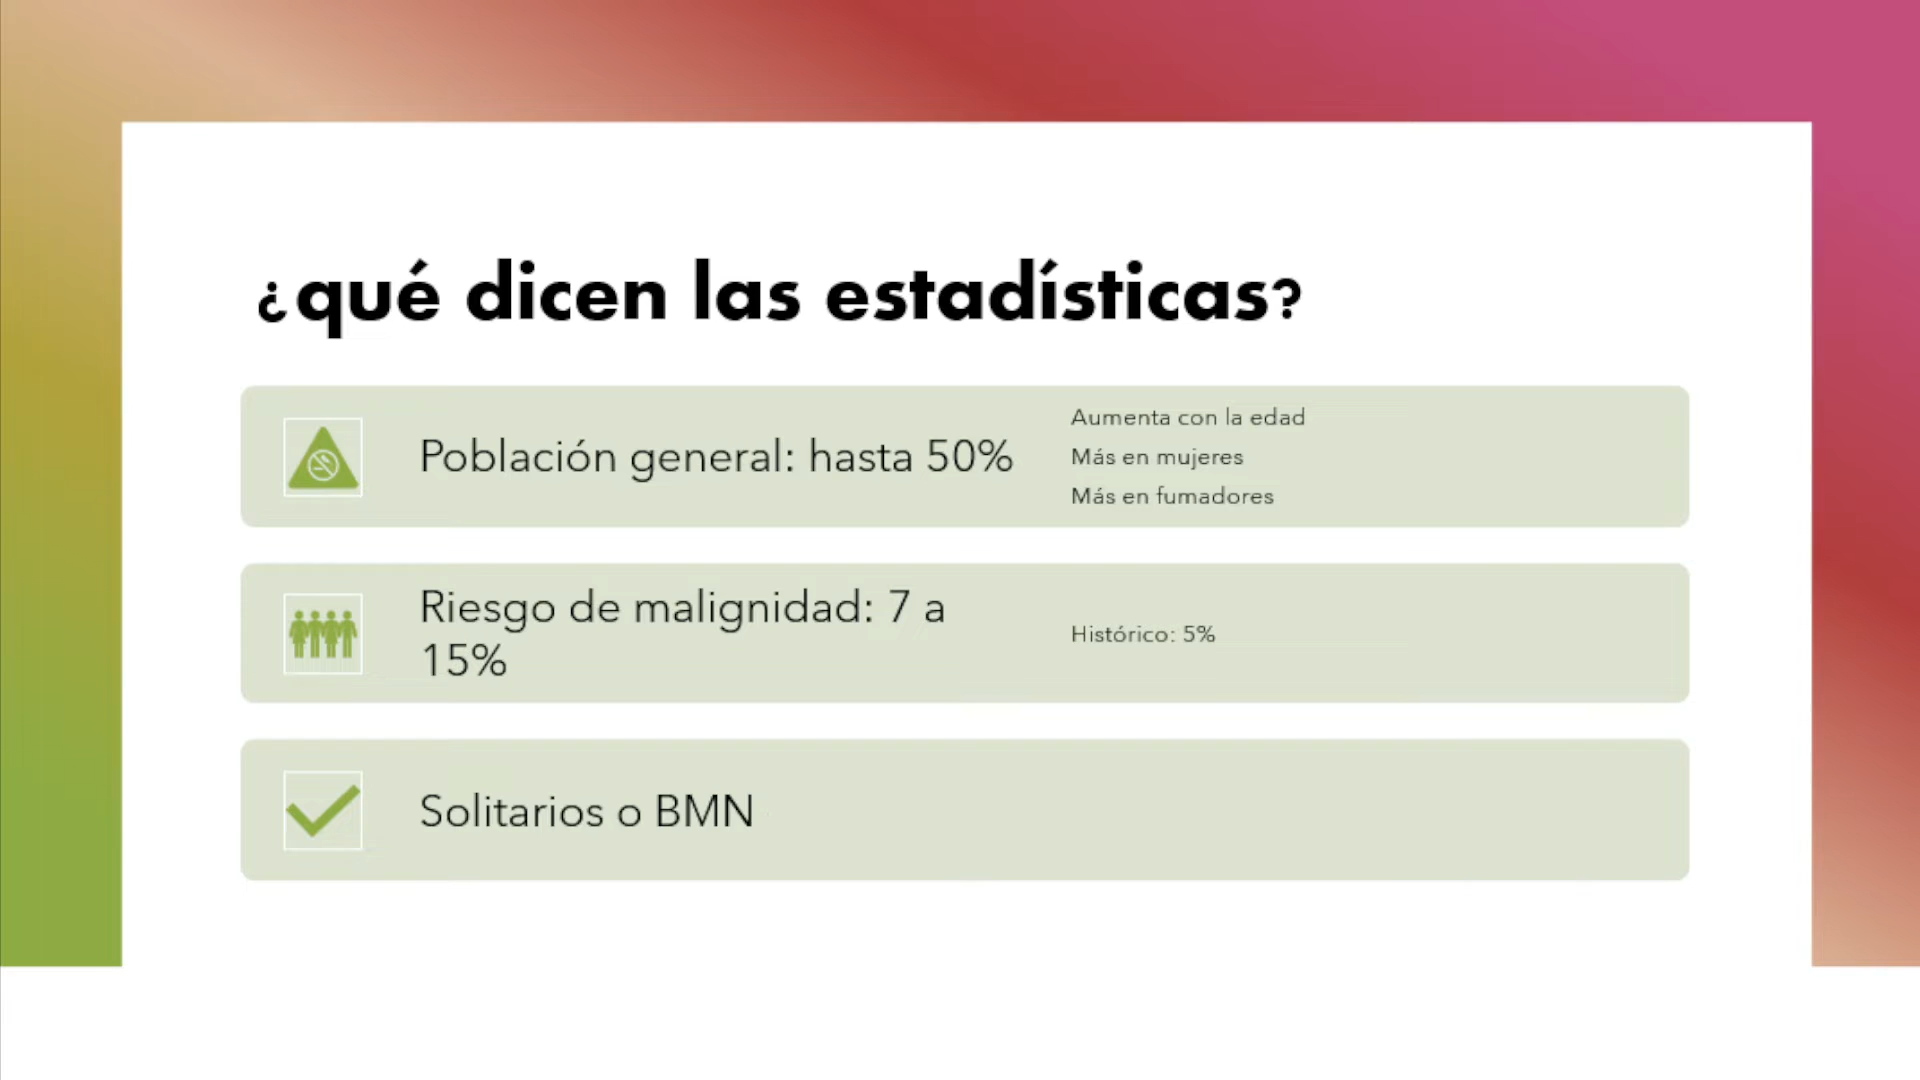 ¿qué dicen las estadísticas?
Población general: hasta 50%
Aumenta con la edad
Más en mujeres
Más en fumadores
Riesgo de malignidad: 7 a
15%
Histórico: 5%
Solitarios o BMN